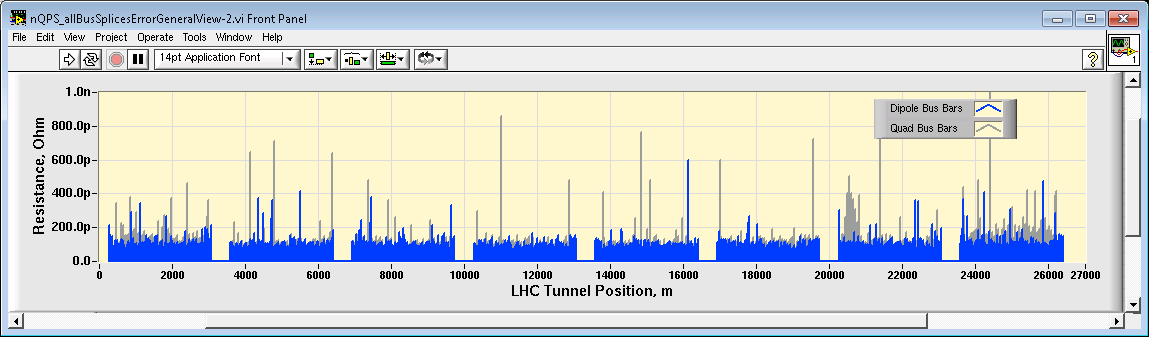 nQPS_allBusSplicesErrorGeneralView-2.vi Front Panel
File Edit View Project Operate Tools Window Help
14pt Application Font
?
1
1.0n
800.0p
600.0p
400.0p
200.0p
0.0
Resistance, Ohm
Dipole Bus Bars
Quad Bus Bars
0 2000 4000 6000 8000 10000 12000 14000 16000 18000 20000 22000 24000 26000 27000
LHC Tunnel Position, m